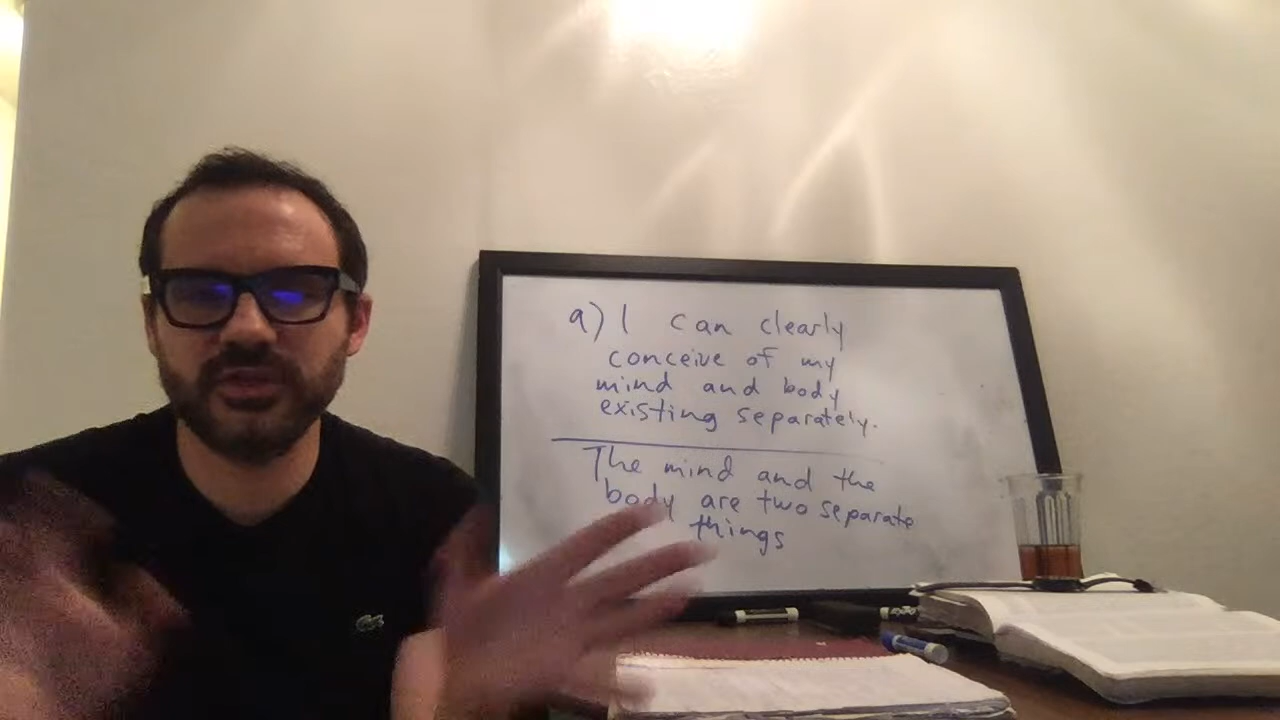 a) I can clearly
conceive of my
mind and body
existing separately.
The mind and the
body are two separate
things